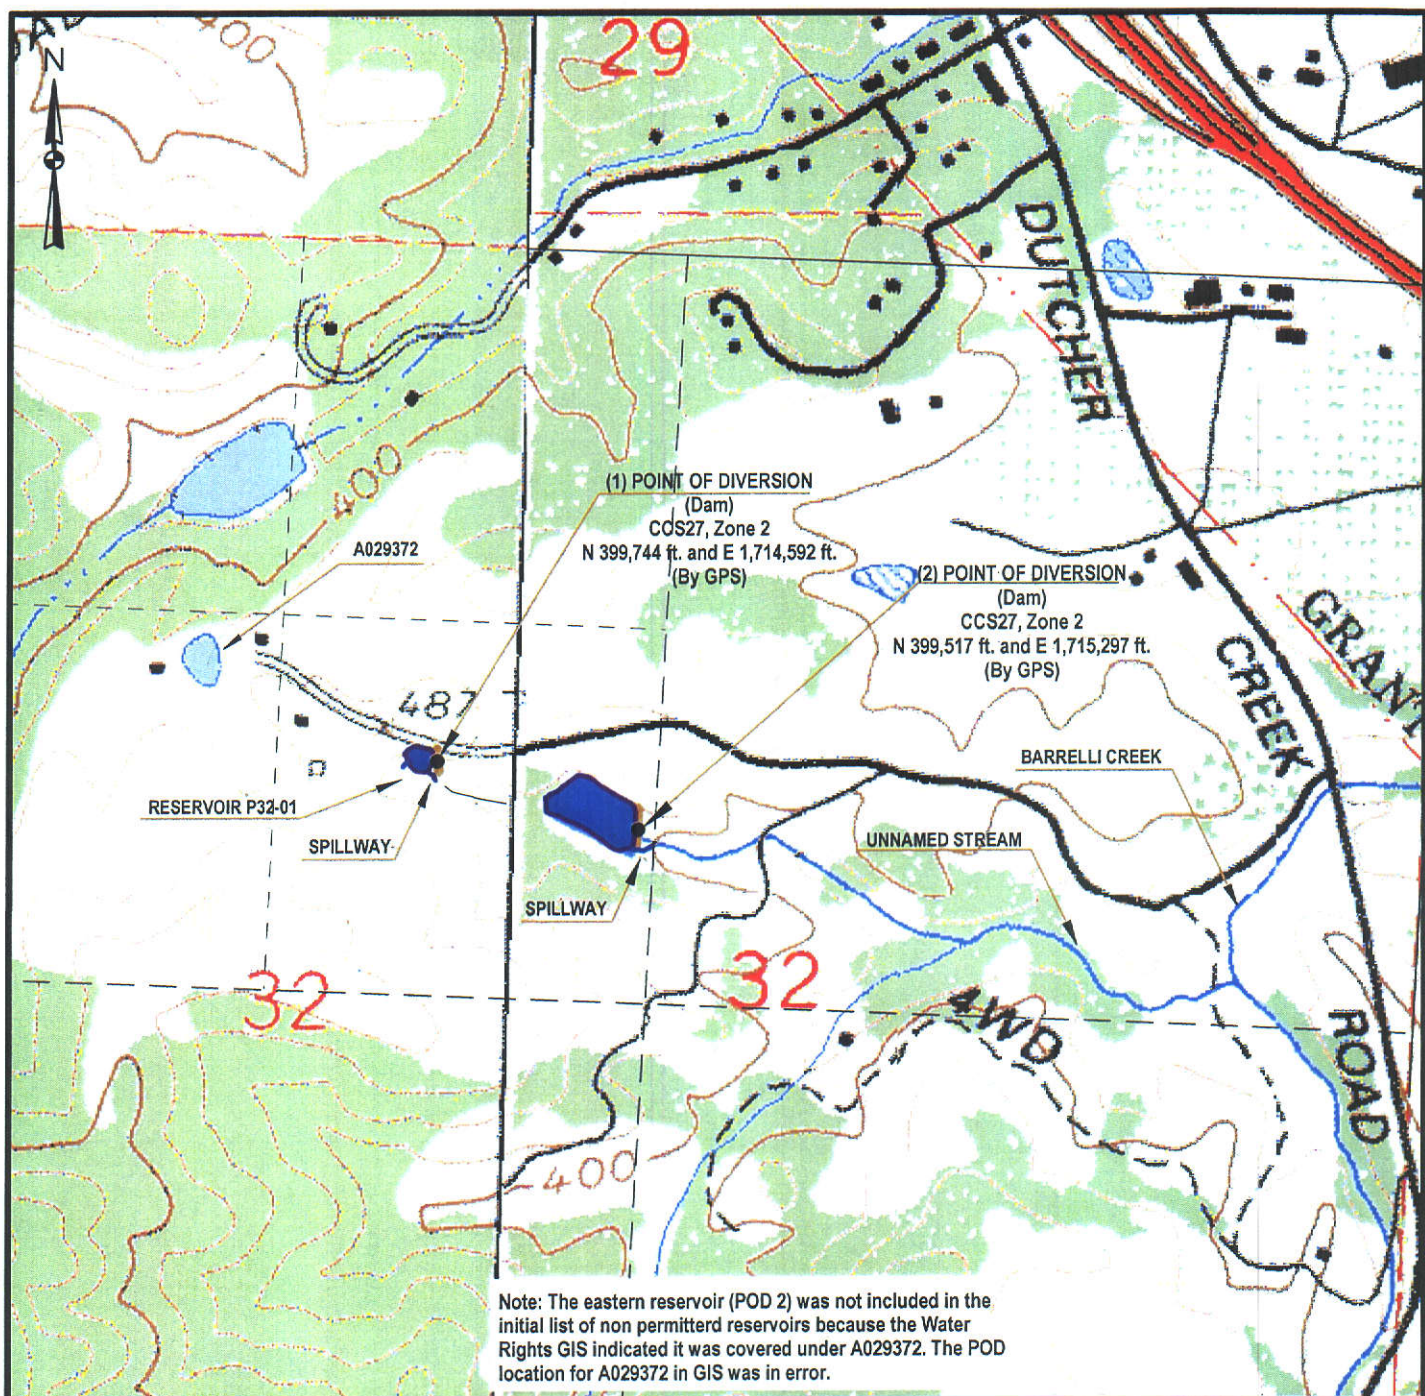 400
N
29
DUTCHER
400
(1) POINT OF DIVERSION
(Dam)
CCS27, Zone 2
N 399,744 ft. and E 1,714,592 ft.
(By GPS)
A029372
(2) POINT OF DIVERSION
(Dam)
CCS27, Zone 2
N 399,517 ft. and E 1,715,297 ft.
(By GPS)
GRANT
CREEK
487
BARRELLI CREEK
RESERVOIR P32-01
SPILLWAY
UNNAMED STREAM
SPILLWAY
32
32
4WD
ROAD
400
Note: The eastern reservoir (POD 2) was not included in the
initial list of non permitterd reservoirs because the Water
Rights GIS indicated it was covered under A029372. The POD
location for A029372 in GIS was in error.